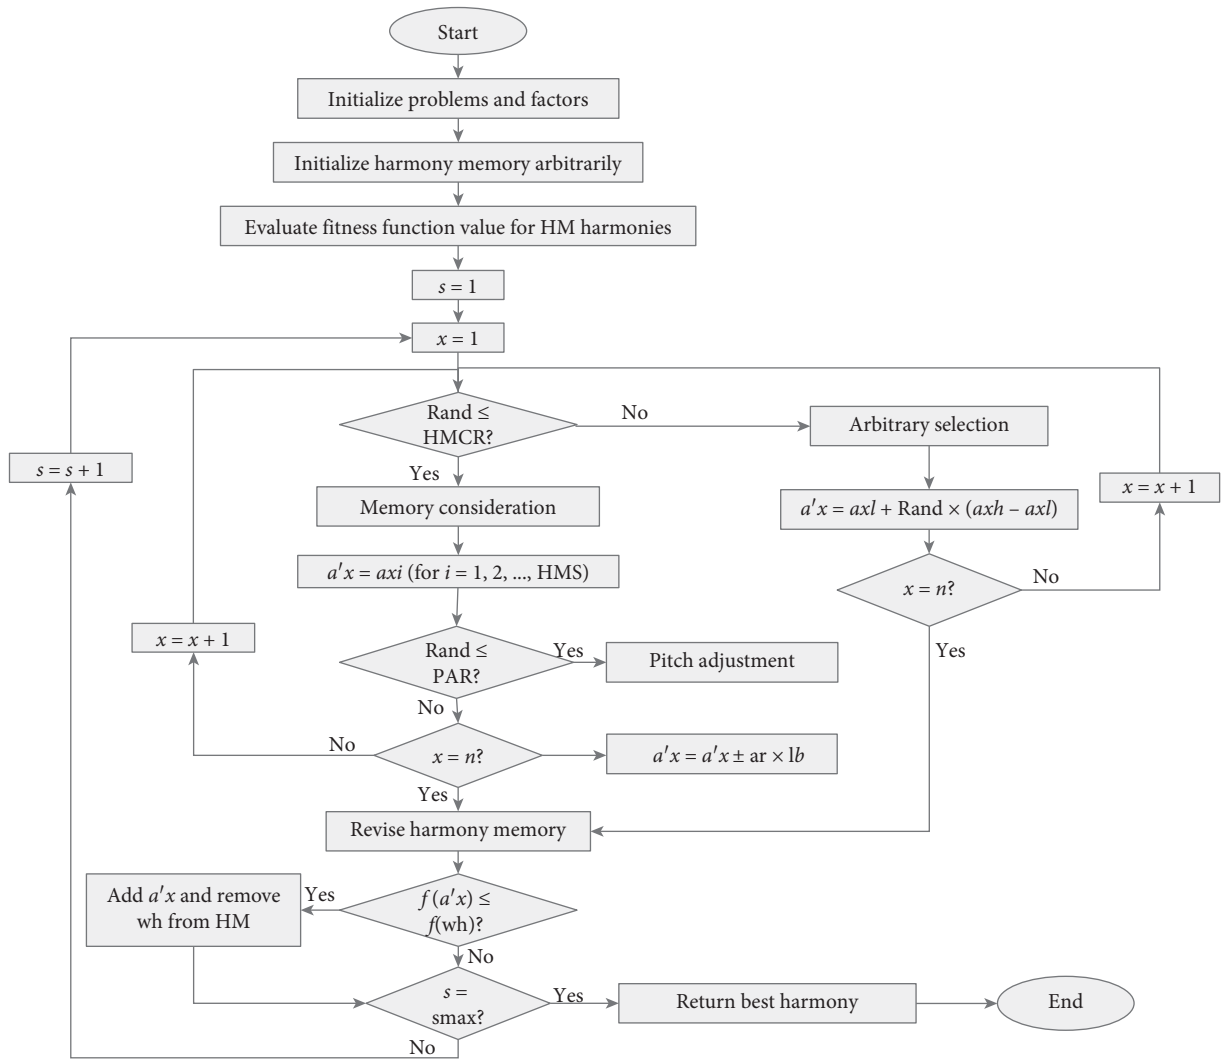 Start
Initialize problems and factors
Initialize harmony memory arbitrarily
Evaluate fitness function value for HM harmonies
s = 1
x = 1
Rand ≤
HMCR?
No
Arbitrary selection
Yes
s = s + 1
x = x + 1
Memory consideration
a′x = axl + Rand × (axh – axl)
a′x = axi (for i = 1, 2, ..., HMS)
x = n?
No
Yes
x = x + 1
Rand ≤
PAR?
Yes
Pitch adjustment
No
x = n?
No
a′x = a′x ± ar × lb
Yes
Revise harmony memory
f (a′x) ≤
f(wh)?
Yes
Add a′x and remove
wh from HM
No
s =
smax?
Yes
Return best harmony
End
No